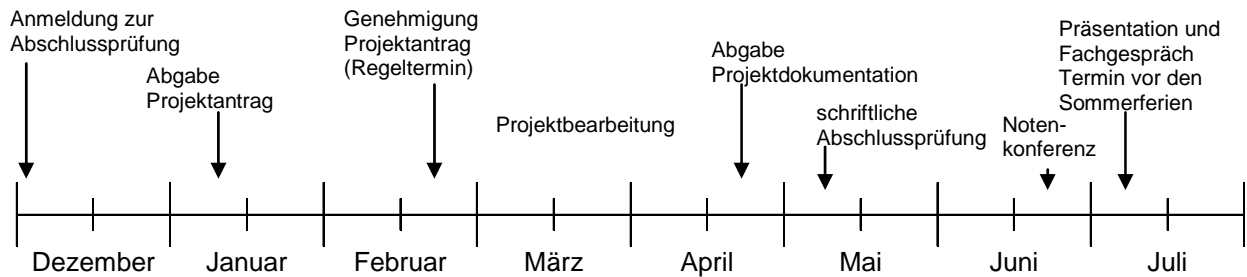 Anmeldung zur
Abschlussprüfung
Abgabe
Projektantrag
Genehmigung
Projektantrag
(Regeltermin)
Projektbearbeitung
Abgabe
Projektdokumentation
schriftliche
Abschlussprüfung
Noten-
konferenz
Präsentation und
Fachgespräch
Termin vor den
Sommerferien
Dezember
Januar
Februar
März
April
Mai
Juni
Juli